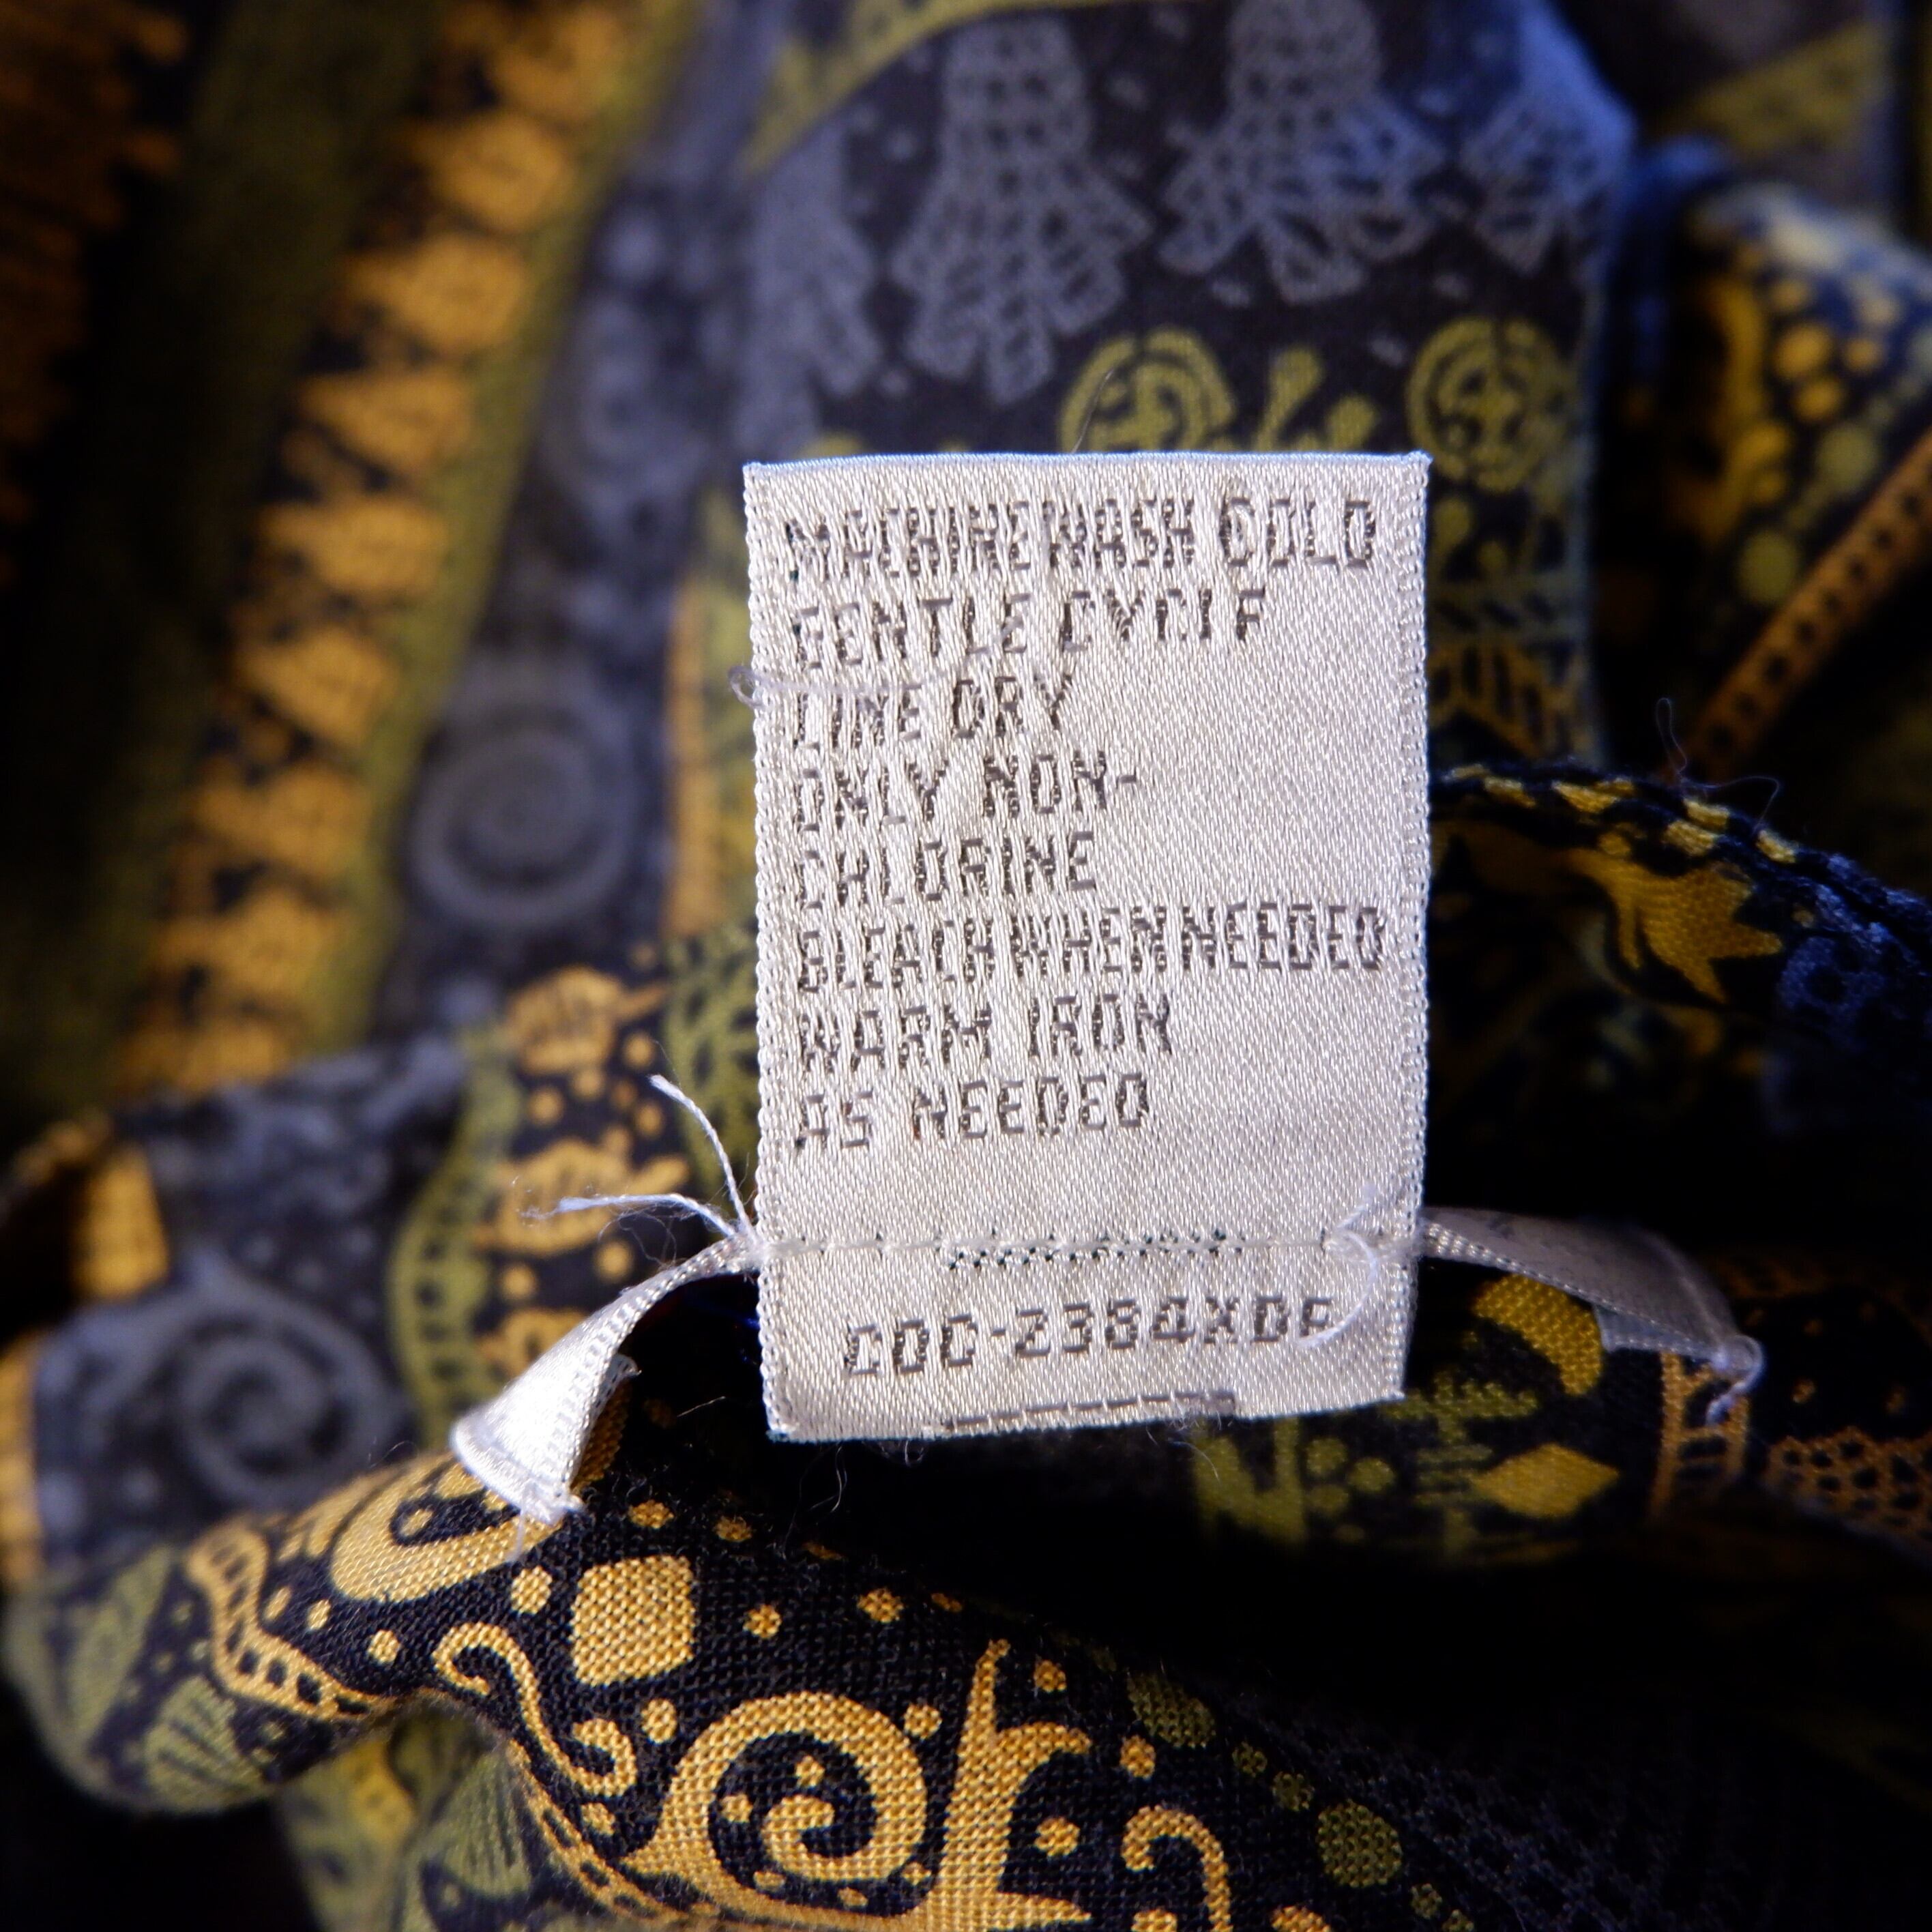 MACHINE WASH COLD
GENTLE CYCLE
LINE DRY
ONLY NON-
CHLORINE
BLEACH WHEN NEEDED
WARM IRON
AS NEEDED